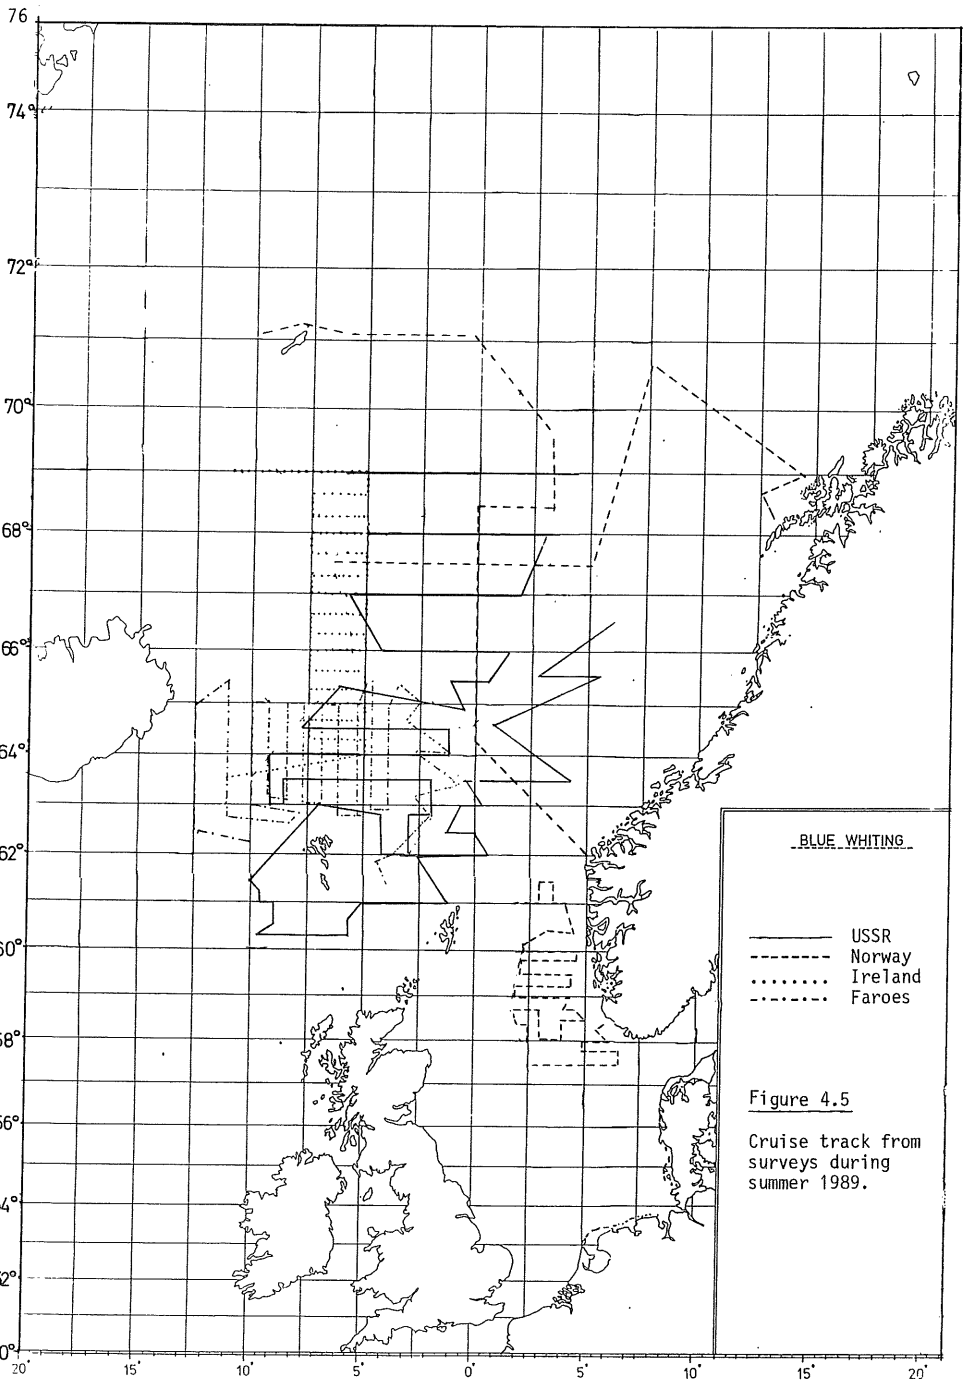 76
74°
72°
70°
68°
66°
64°
62°
60°
58°
56°
54°
52°
50°
20°
15°
10°
5°
0°
5°
10°
15°
20°
BLUE WHITING
USSR
Norway
Ireland
Faroes
Figure 4.5
Cruise track from
surveys during
summer 1989.